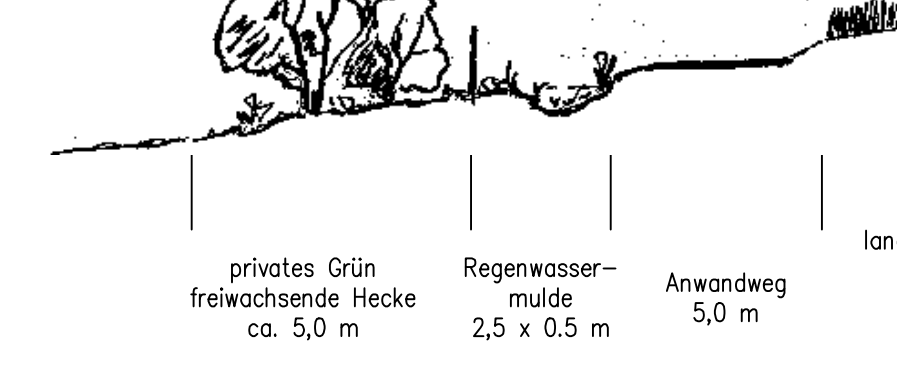 privates Grün
freiwachsende Hecke
ca. 5,0 m
Regenwasser-
mulde
2,5 x 0.5 m
Anwandweg
5,0 m